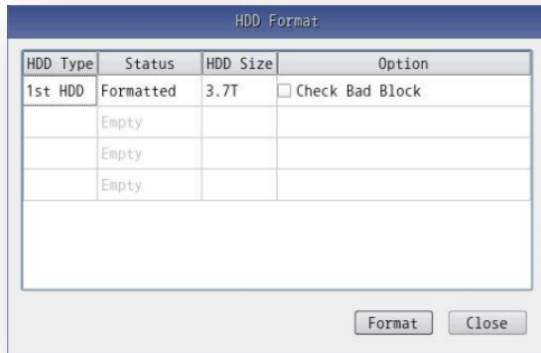 HDD Format
HDD Type Status HDD Size Option
1st HDD Formatted 3.7T Check Bad Block
Empty
Empty
Empty
Format Close